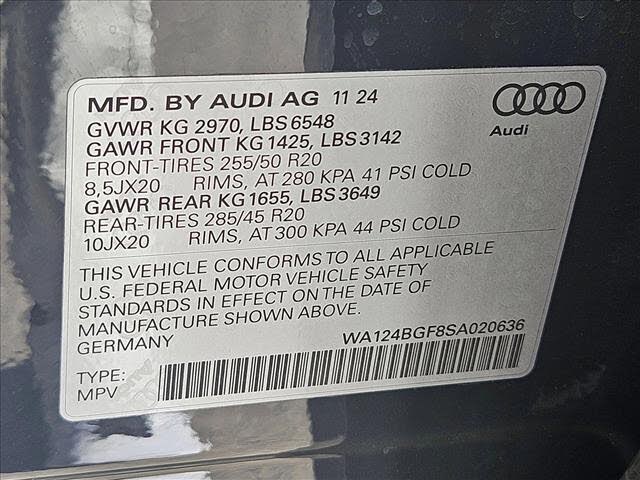 MFD. BY AUDI AG 11 24
GVWR KG 2970, LBS 6548
GAWR FRONT KG 1425, LBS 3142
FRONT-TIRES 255/50 R20
8,5JX20 RIMS, AT 280 KPA 41 PSI COLD
GAWR REAR KG 1655, LBS 3649
REAR-TIRES 285/45 R20
10JX20 RIMS, AT 300 KPA 44 PSI COLD
Audi
THIS VEHICLE CONFORMS TO ALL APPLICABLE
U.S. FEDERAL MOTOR VEHICLE SAFETY
STANDARDS IN EFFECT ON THE DATE OF
MANUFACTURE SHOWN ABOVE.
GERMANY
WA124BGF8SA020636
TYPE:
MPV